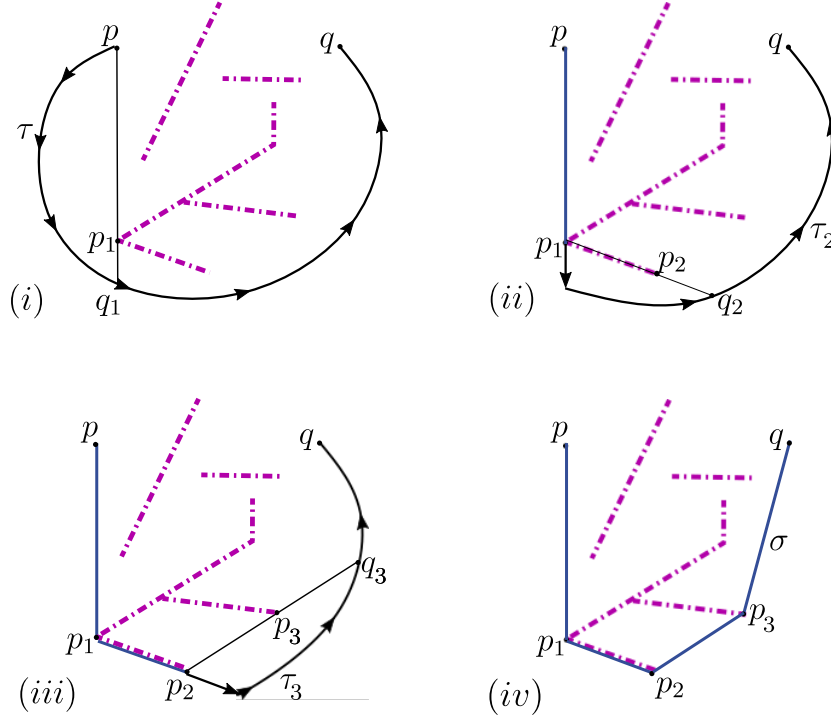 p q
τ
p₁
(i) q₁
p q
τ₂
p₁ p₂
(ii) q₂
p q
q₃
p₁ p₃
(iii) p₂ τ₃
p q
σ
p₁ p₃
(iv) p₂